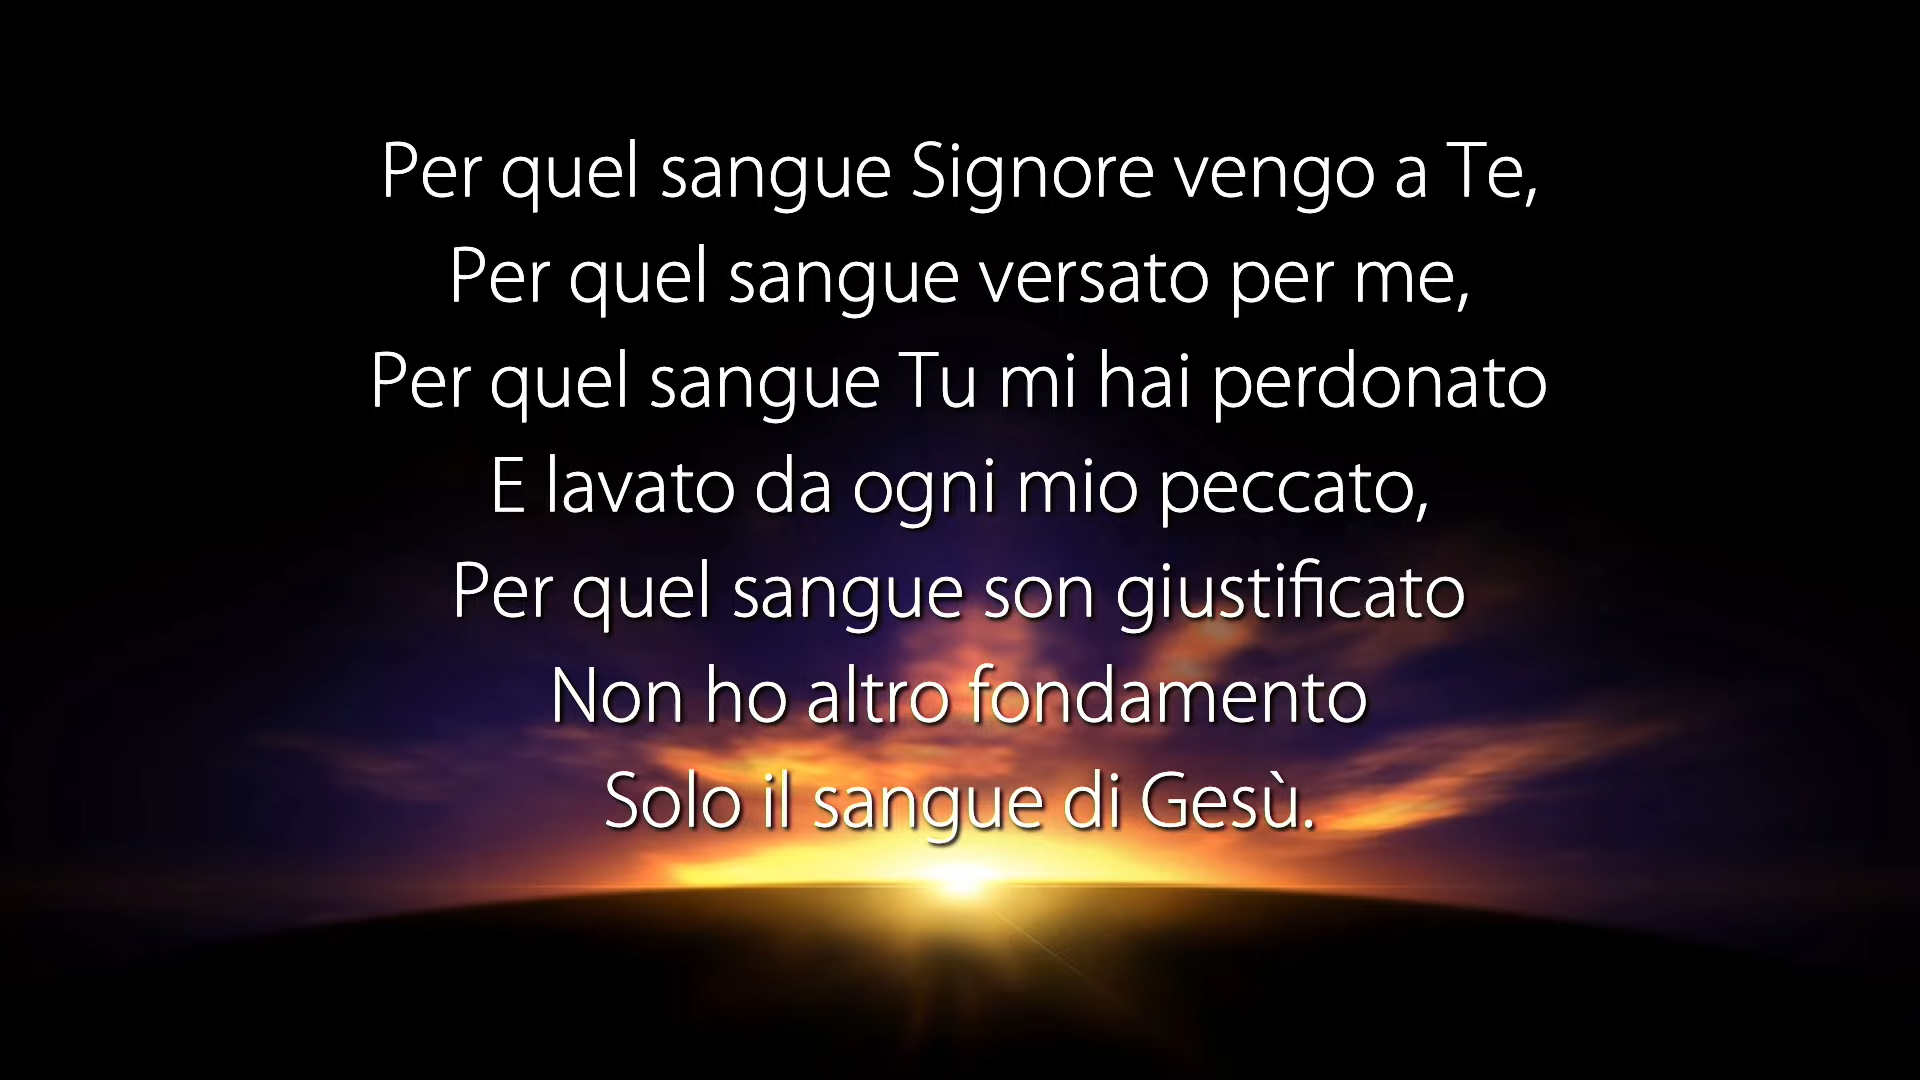 Per quel sangue Signore vengo a Te,
Per quel sangue versato per me,
Per quel sangue Tu mi hai perdonato
E lavato da ogni mio peccato,
Per quel sangue son giustificato
Non ho altro fondamento
Solo il sangue di Gesù.